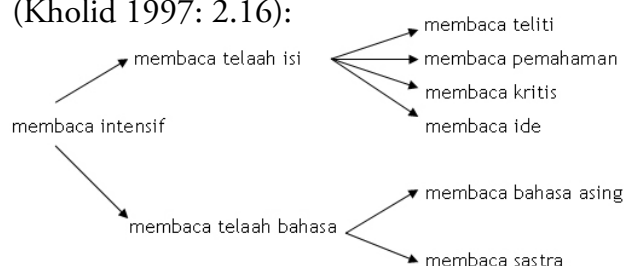 (Kholid 1997: 2.16):
membaca teliti
membaca telaah isi
membaca pemahaman
membaca kritis
membaca intensif
membaca ide
membaca bahasa asing
membaca telaah bahasa
membaca sastra